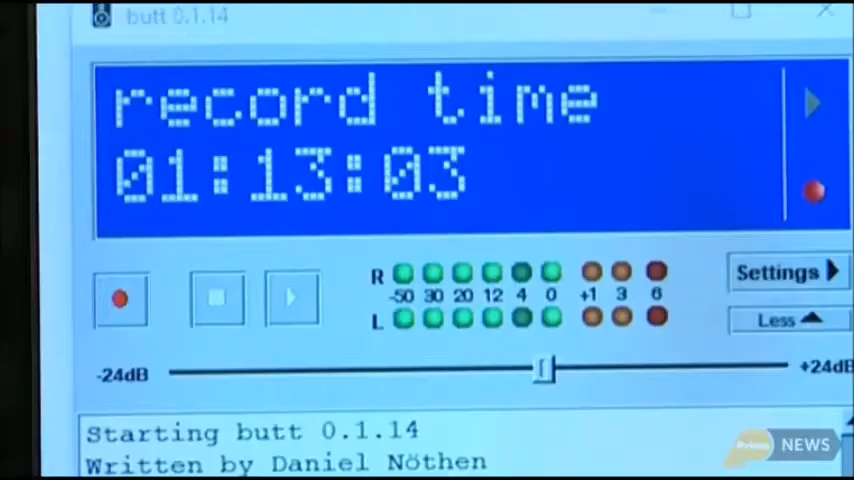 butt 0.1.14
record time
01:13:03
R
-50 30 20 12 4 0 +1 3 6
L
Settings
Less
-24dB
+24dB
Starting butt 0.1.14
Written by Daniel Nöthen
Prime NEWS